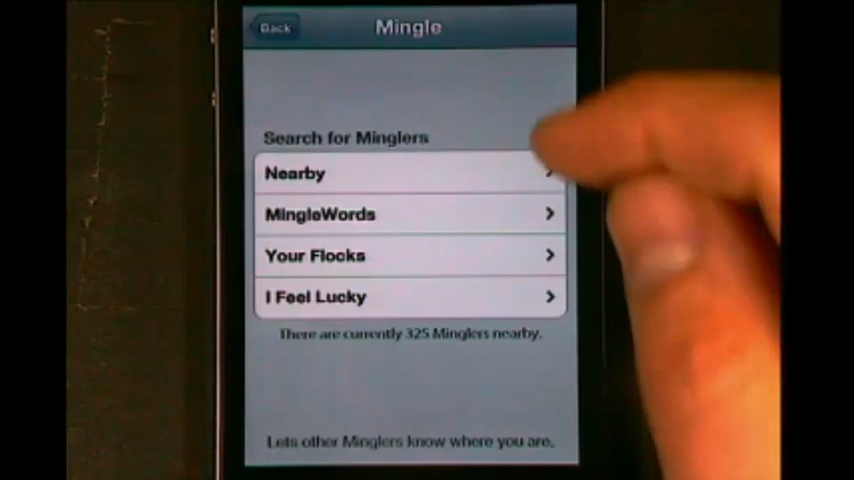 Back
Mingle
Search for Minglers
Nearby
MingleWords
Your Flocks
I Feel Lucky
There are currently 325 Minglers nearby.
Lets other Minglers know where you are.